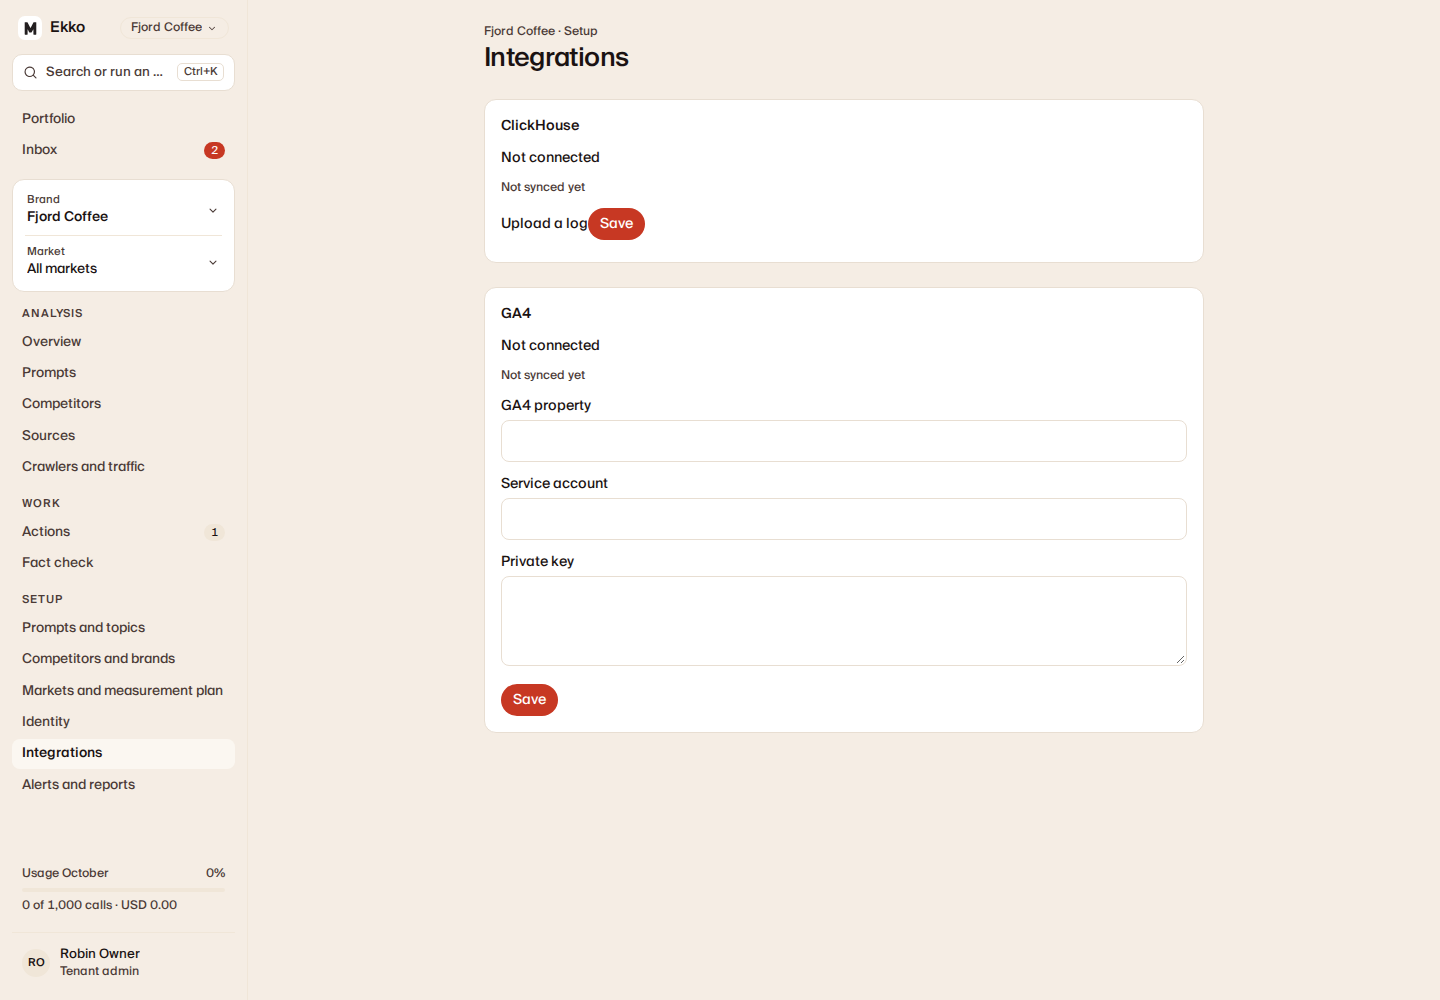 Ekko
Fjord Coffee
Search or run an ...
Ctrl+K
Portfolio
Inbox
2
Brand
Fjord Coffee
Market
All markets
ANALYSIS
Overview
Prompts
Competitors
Sources
Crawlers and traffic
WORK
Actions
1
Fact check
SETUP
Prompts and topics
Competitors and brands
Markets and measurement plan
Identity
Integrations
Alerts and reports
Usage October
0%
0 of 1,000 calls · USD 0.00
RO
Robin Owner
Tenant admin
Fjord Coffee · Setup
Integrations
ClickHouse
Not connected
Not synced yet
Upload a log
Save
GA4
Not connected
Not synced yet
GA4 property
Service account
Private key
Save